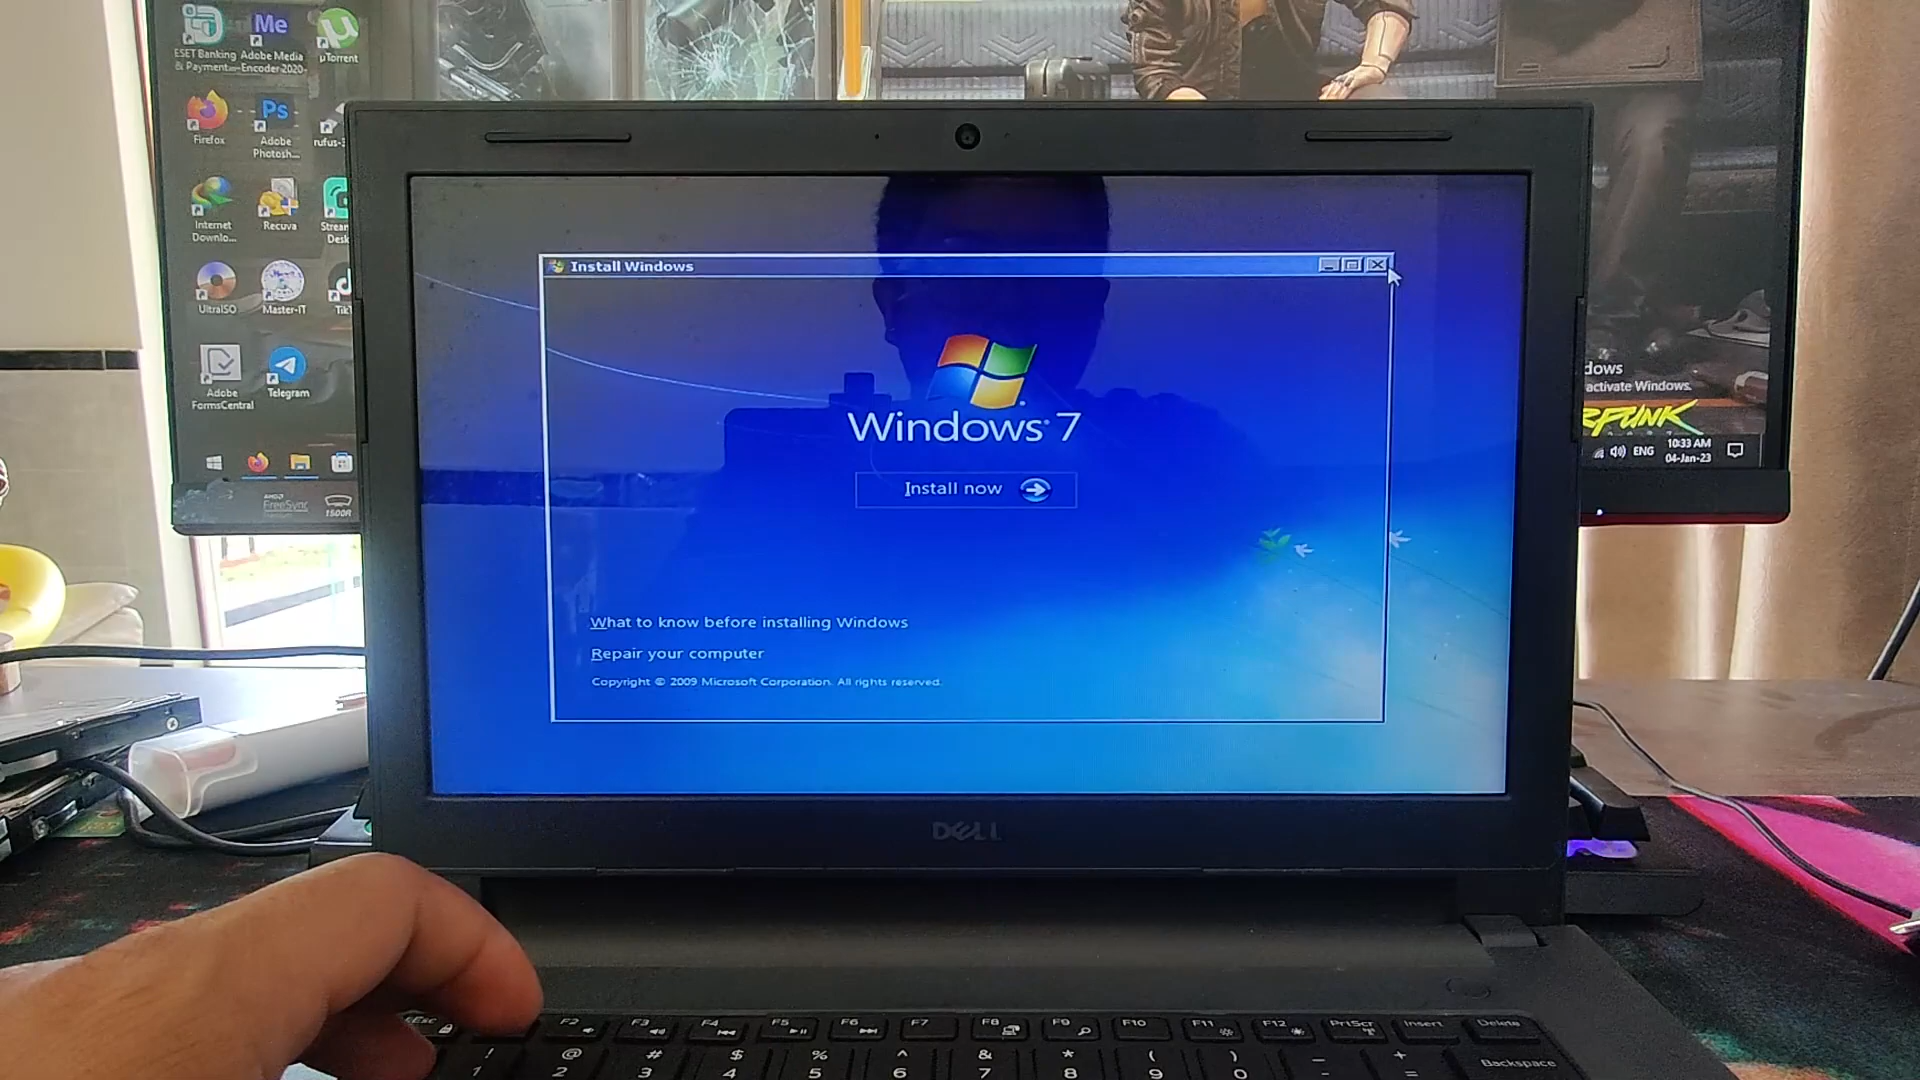 ESET Banking
& Payment...
Me
Adobe Media
Encoder 2020
µTorrent
Firefox
Ps
Adobe
Photosh...
rufus-3
Internet
Downlo...
Recuva
Stream
Desk
UltraISO
Master-IT
TikT
Adobe
FormsCentral
Telegram
AMD
FreeSync
1500R
Install Windows
Windows 7
Install now
What to know before installing Windows
Repair your computer
Copyright © 2009 Microsoft Corporation. All rights reserved.
dows
activate Windows.
RPUNK
ENG
10:33 AM
04-Jan-23
DELL
Esc
F2
F3
F4
F5
F6
F7
F8
F9
F10
F11
F12
PrtScr
Insert
Delete
! @ # $ % ^ & * ( ) _ +
1 2 3 4 5 6 7 8 9 0 - =
Backspace